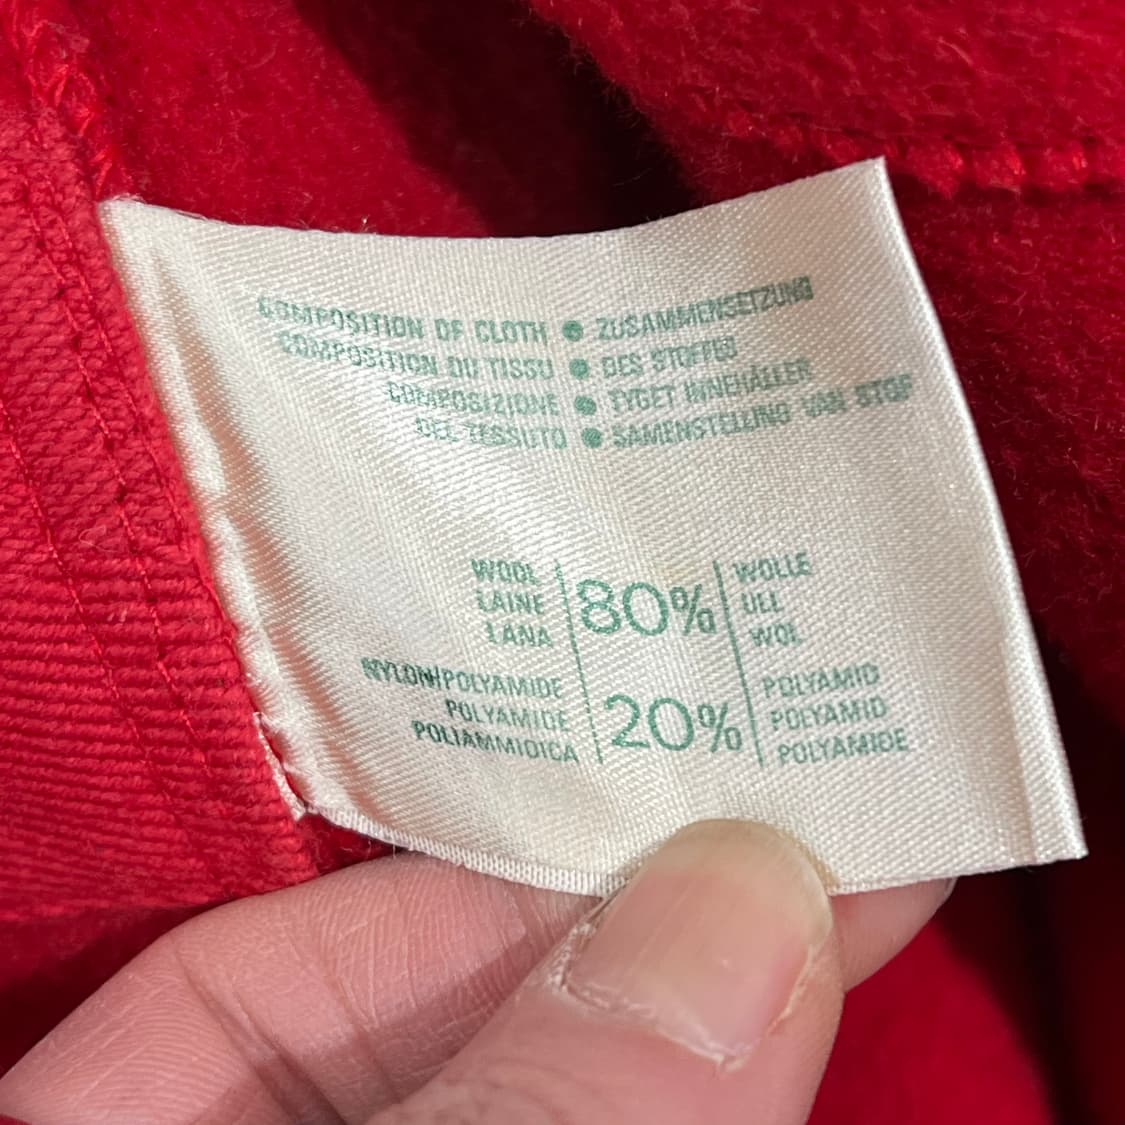 COMPOSITION OF CLOTH ● ZUSAMMENSETZUNG
COMPOSITION DU TISSU ● DES STOFFES
COMPOSIZIONE ● TYGET INNEHÅLLER
DEL TESSUTO ● SAMENSTELLING VAN STOF
WOOL WOLLE
LAINE 80% ULL
LANA WOL
NYLON/POLYAMIDE POLYAMID
POLYAMIDE 20% POLYAMID
POLIAMMIDICA POLYAMIDE